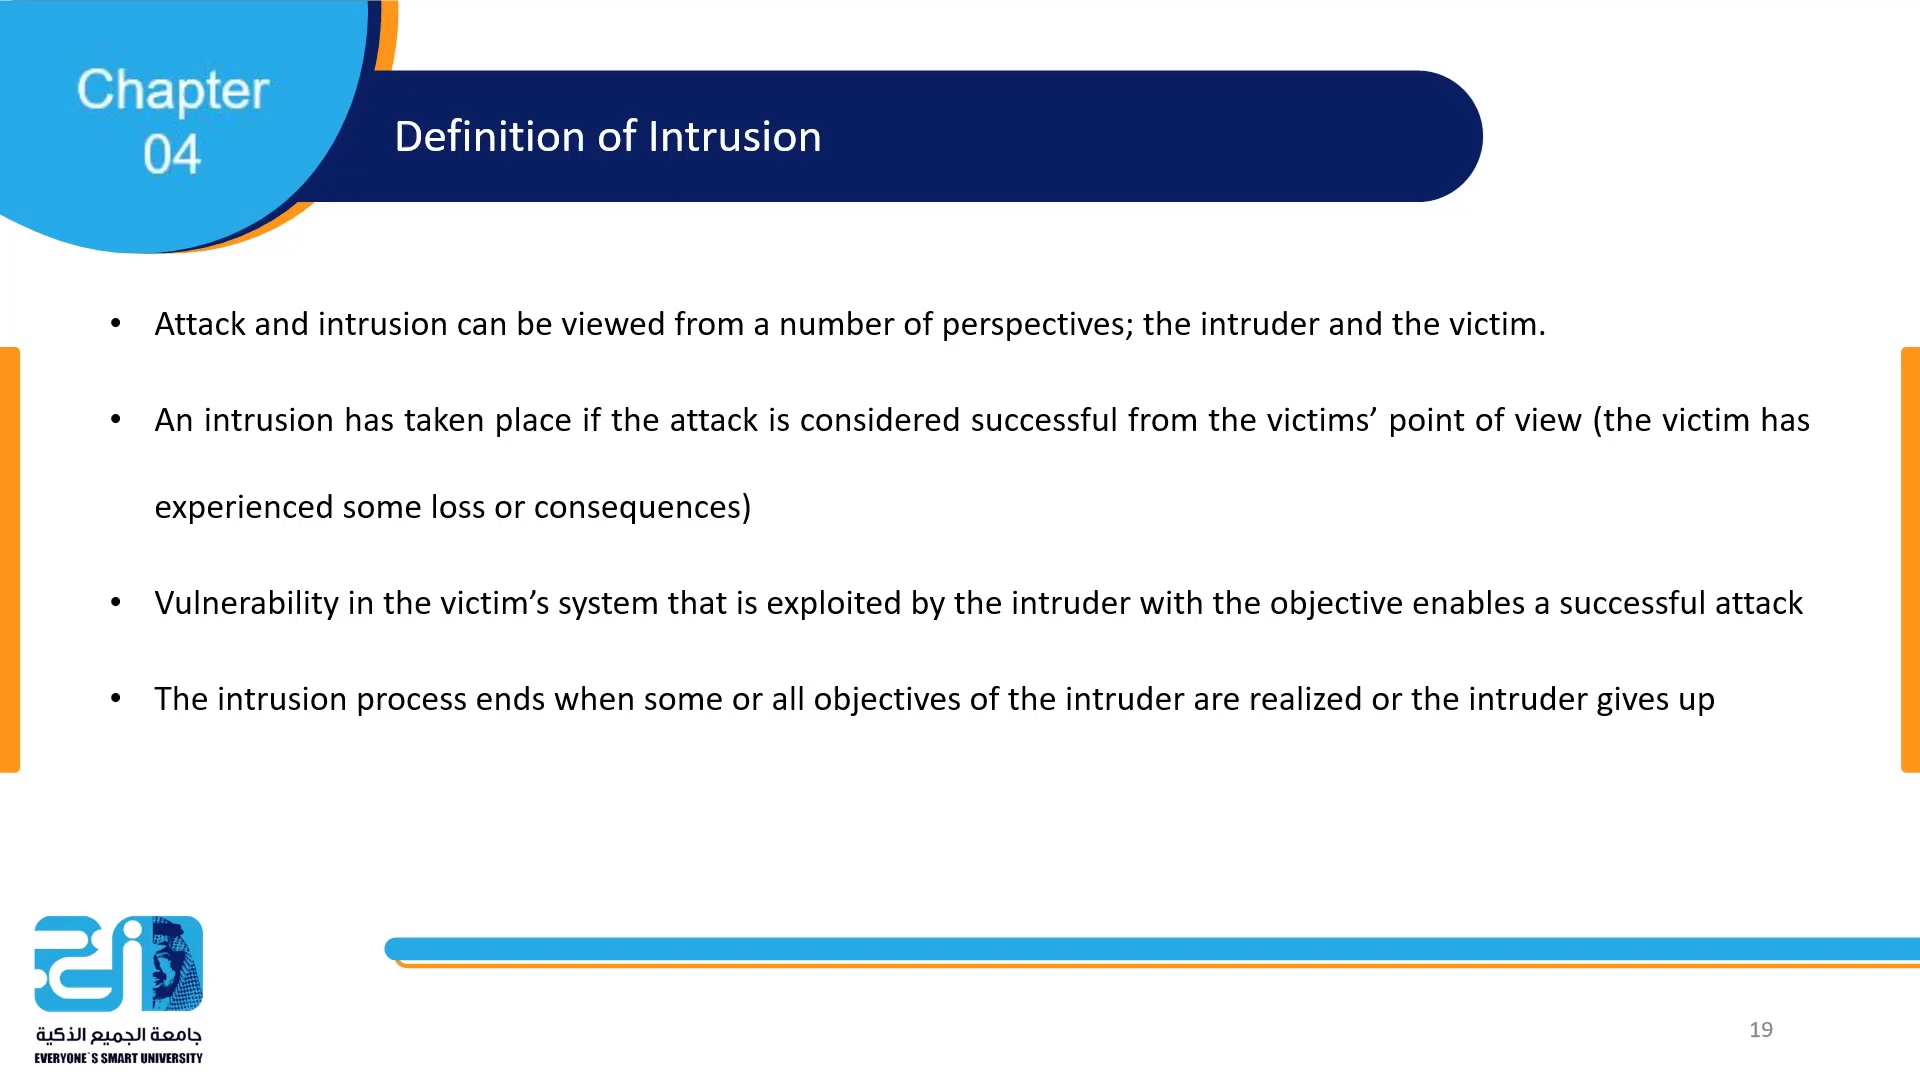 Chapter
04
Definition of Intrusion
• Attack and intrusion can be viewed from a number of perspectives; the intruder and the victim.
• An intrusion has taken place if the attack is considered successful from the victims’ point of view (the victim has
experienced some loss or consequences)
• Vulnerability in the victim’s system that is exploited by the intruder with the objective enables a successful attack
• The intrusion process ends when some or all objectives of the intruder are realized or the intruder gives up
جامعة الجميع الذكية
EVERYONE`S SMART UNIVERSITY
19